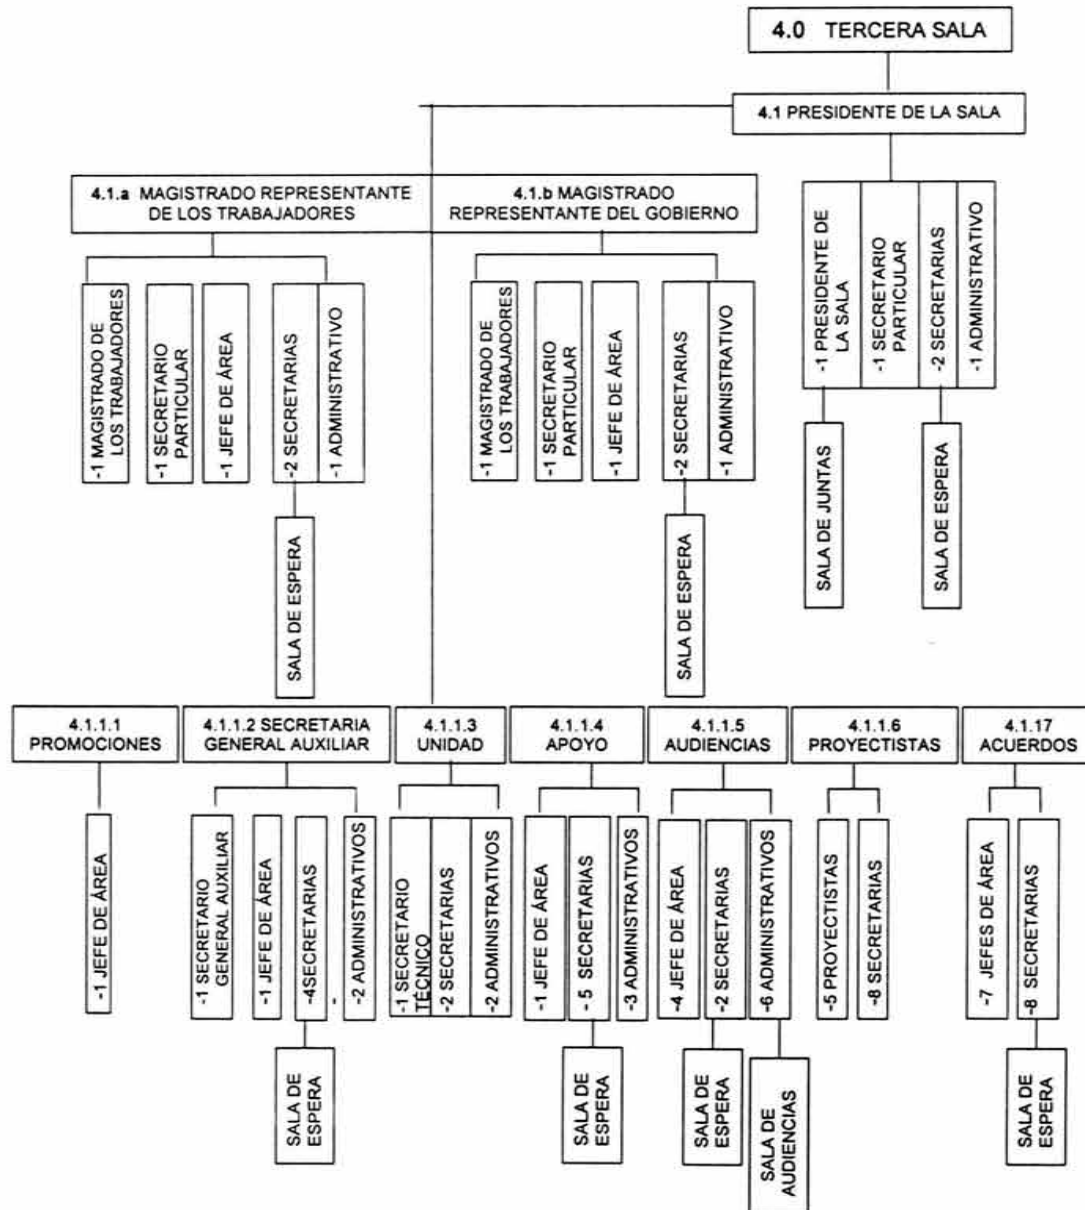 4.0 TERCERA SALA
4.1 PRESIDENTE DE LA SALA
4.1.a MAGISTRADO REPRESENTANTE
DE LOS TRABAJADORES
4.1.b MAGISTRADO
REPRESENTANTE DEL GOBIERNO
-1 PRESIDENTE DE
LA SALA
-1 SECRETARIO
PARTICULAR
-2 SECRETARIAS
-1 ADMINISTRATIVO
-1 MAGISTRADO DE
LOS TRABAJADORES
-1 SECRETARIO
PARTICULAR
-1 JEFE DE ÁREA
-2 SECRETARIAS
-1 ADMINISTRATIVO
-1 MAGISTRADO DE
LOS TRABAJADORES
-1 SECRETARIO
PARTICULAR
-1 JEFE DE ÁREA
-2 SECRETARIAS
-1 ADMINISTRATIVO
SALA DE JUNTAS
SALA DE ESPERA
SALA DE ESPERA
SALA DE ESPERA
4.1.1.1
PROMOCIONES
4.1.1.2 SECRETARIA
GENERAL AUXILIAR
4.1.1.3
UNIDAD
4.1.1.4
APOYO
4.1.1.5
AUDIENCIAS
4.1.1.6
PROYECTISTAS
4.1.17
ACUERDOS
-1 JEFE DE ÁREA
-1 SECRETARIO
GENERAL AUXILIAR
-1 JEFE DE ÁREA
-4SECRETARIAS
-2 ADMINISTRATIVOS
-1 SECRETARIO
TÉCNICO
-2 SECRETARIAS
-2 ADMINISTRATIVOS
-1 JEFE DE ÁREA
- 5 SECRETARIAS
-3 ADMINISTRATIVOS
-4 JEFE DE ÁREA
-2 SECRETARIAS
-6 ADMINISTRATIVOS
-5 PROYECTISTAS
-8 SECRETARIAS
-7 JEFES DE ÁREA
-8 SECRETARIAS
SALA DE
ESPERA
SALA DE
ESPERA
SALA DE
ESPERA
SALA DE
AUDIENCIAS
SALA DE
ESPERA